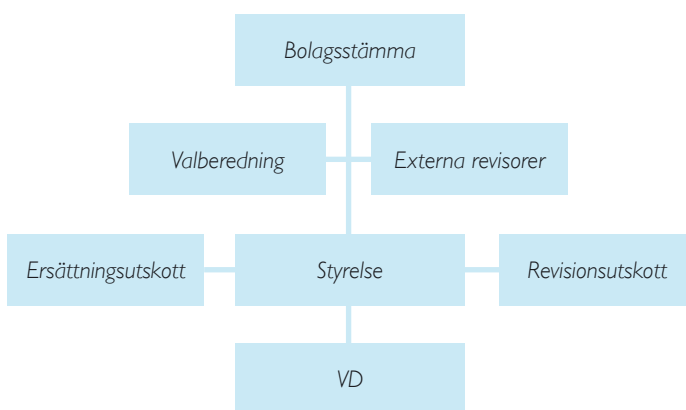 Bolagsstämma
Valberedning
Externa revisorer
Ersättningsutskott
Styrelse
Revisionsutskott
VD